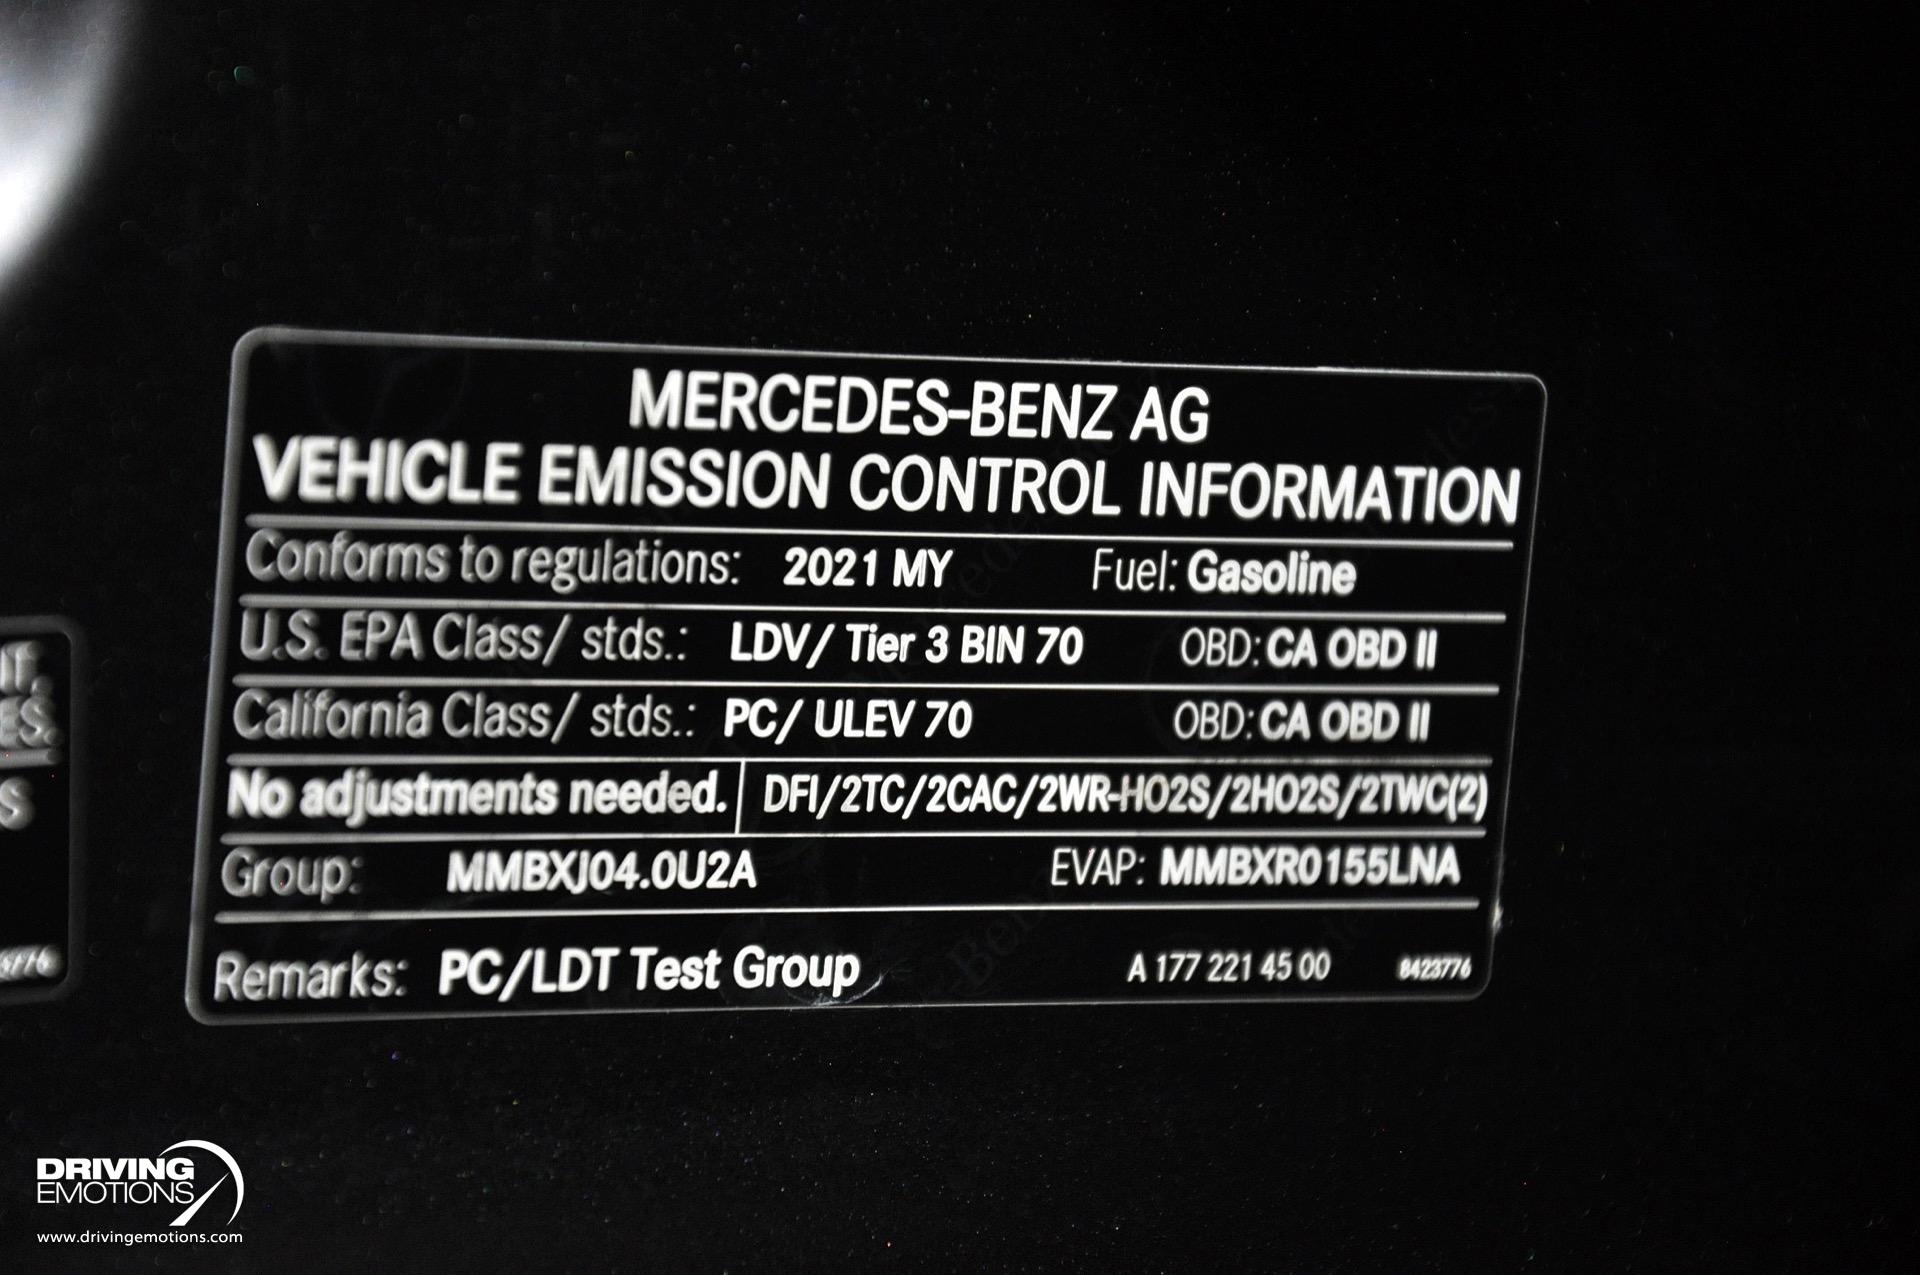 MERCEDES-BENZ AG
VEHICLE EMISSION CONTROL INFORMATION
Conforms to regulations: 2021 MY Fuel: Gasoline
U.S. EPA Class/ stds.: LDV/ Tier 3 BIN 70 OBD: CA OBD II
California Class/ stds.: PC/ ULEV 70 OBD: CA OBD II
No adjustments needed. DFI/2TC/2CAC/2WR-HO2S/2HO2S/2TWC(2)
Group: MMBXJ04.0U2A EVAP: MMBXR0155LNA
Remarks: PC/LDT Test Group A 177 221 45 00 8423776
DRIVING
EMOTIONS
www.drivingemotions.com